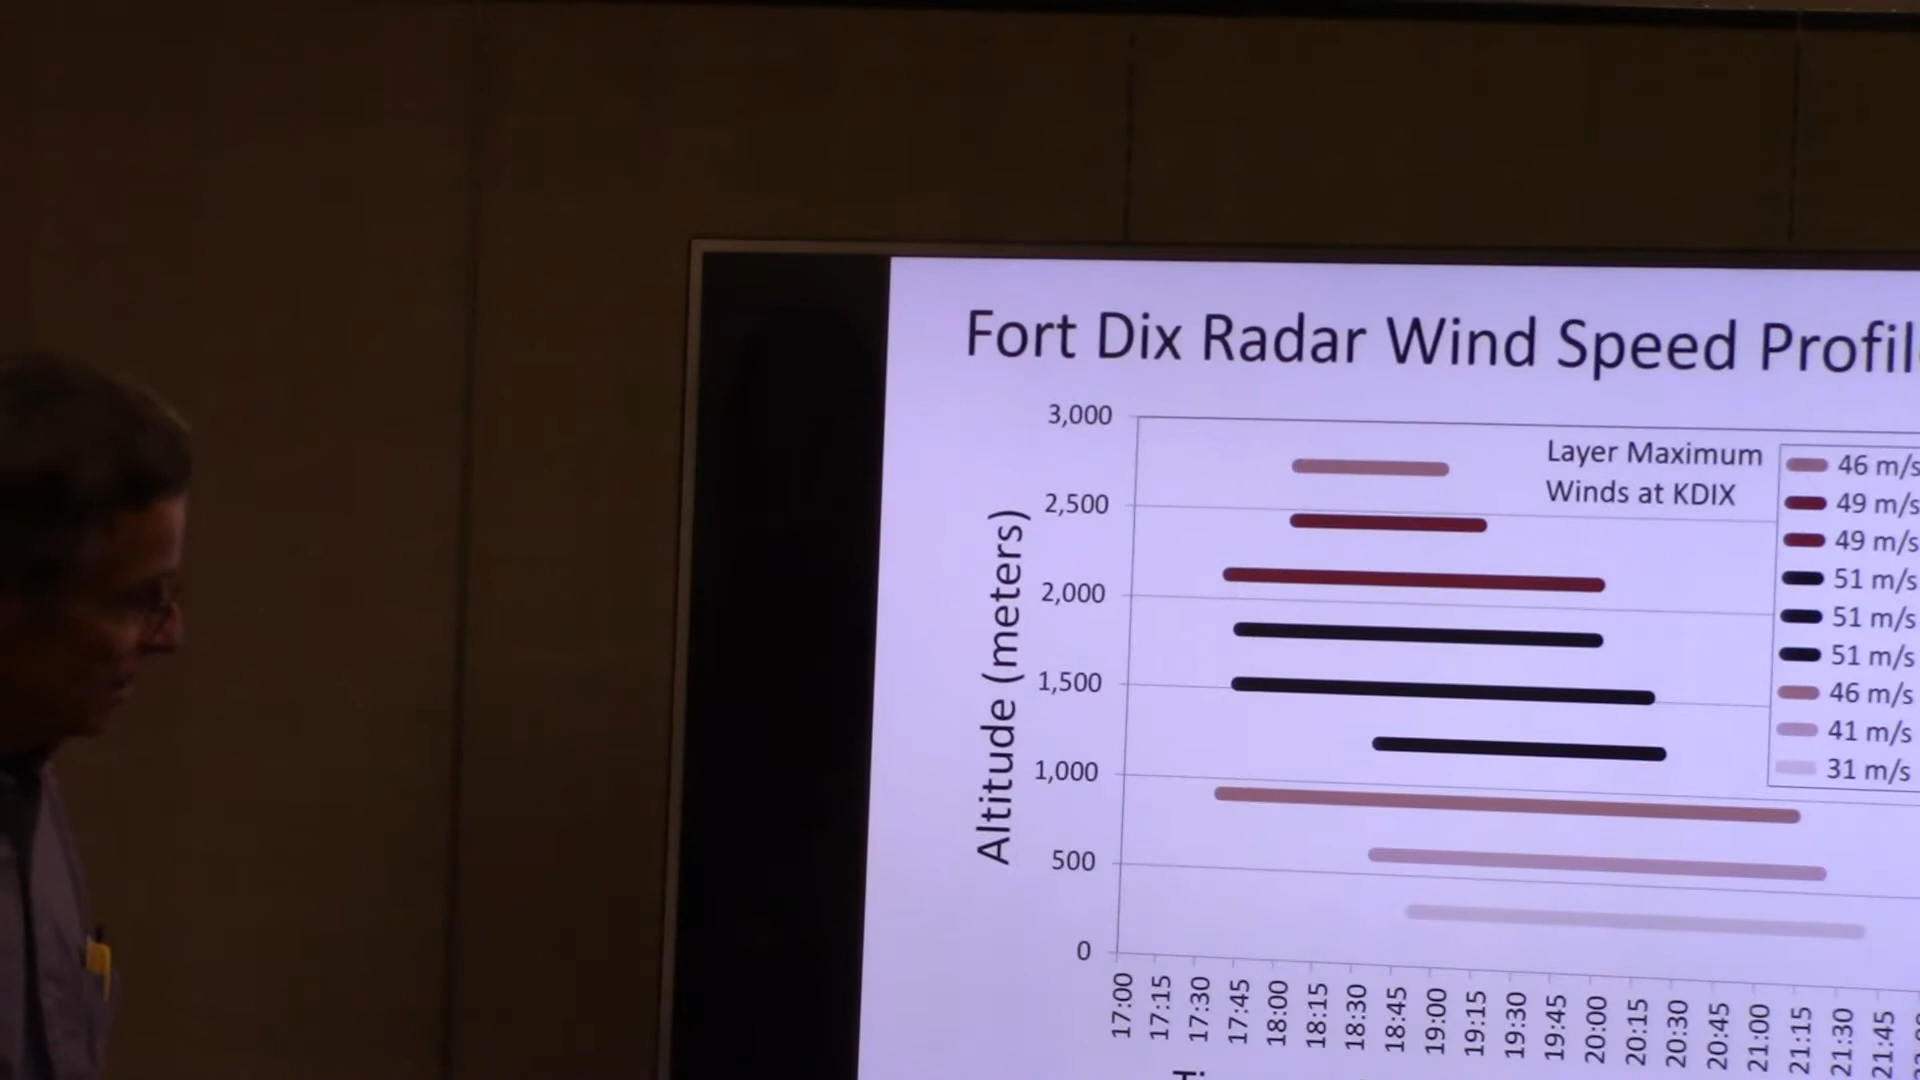 Fort Dix Radar Wind Speed Profil
3,000
2,500
2,000
1,500
1,000
500
0
Altitude (meters)
Layer Maximum
Winds at KDIX
46 m/s
49 m/s
49 m/s
51 m/s
51 m/s
51 m/s
46 m/s
41 m/s
31 m/s
17:00
17:15
17:30
17:45
18:00
18:15
18:30
18:45
19:00
19:15
19:30
19:45
20:00
20:15
20:30
20:45
21:00
21:15
21:30
21:45